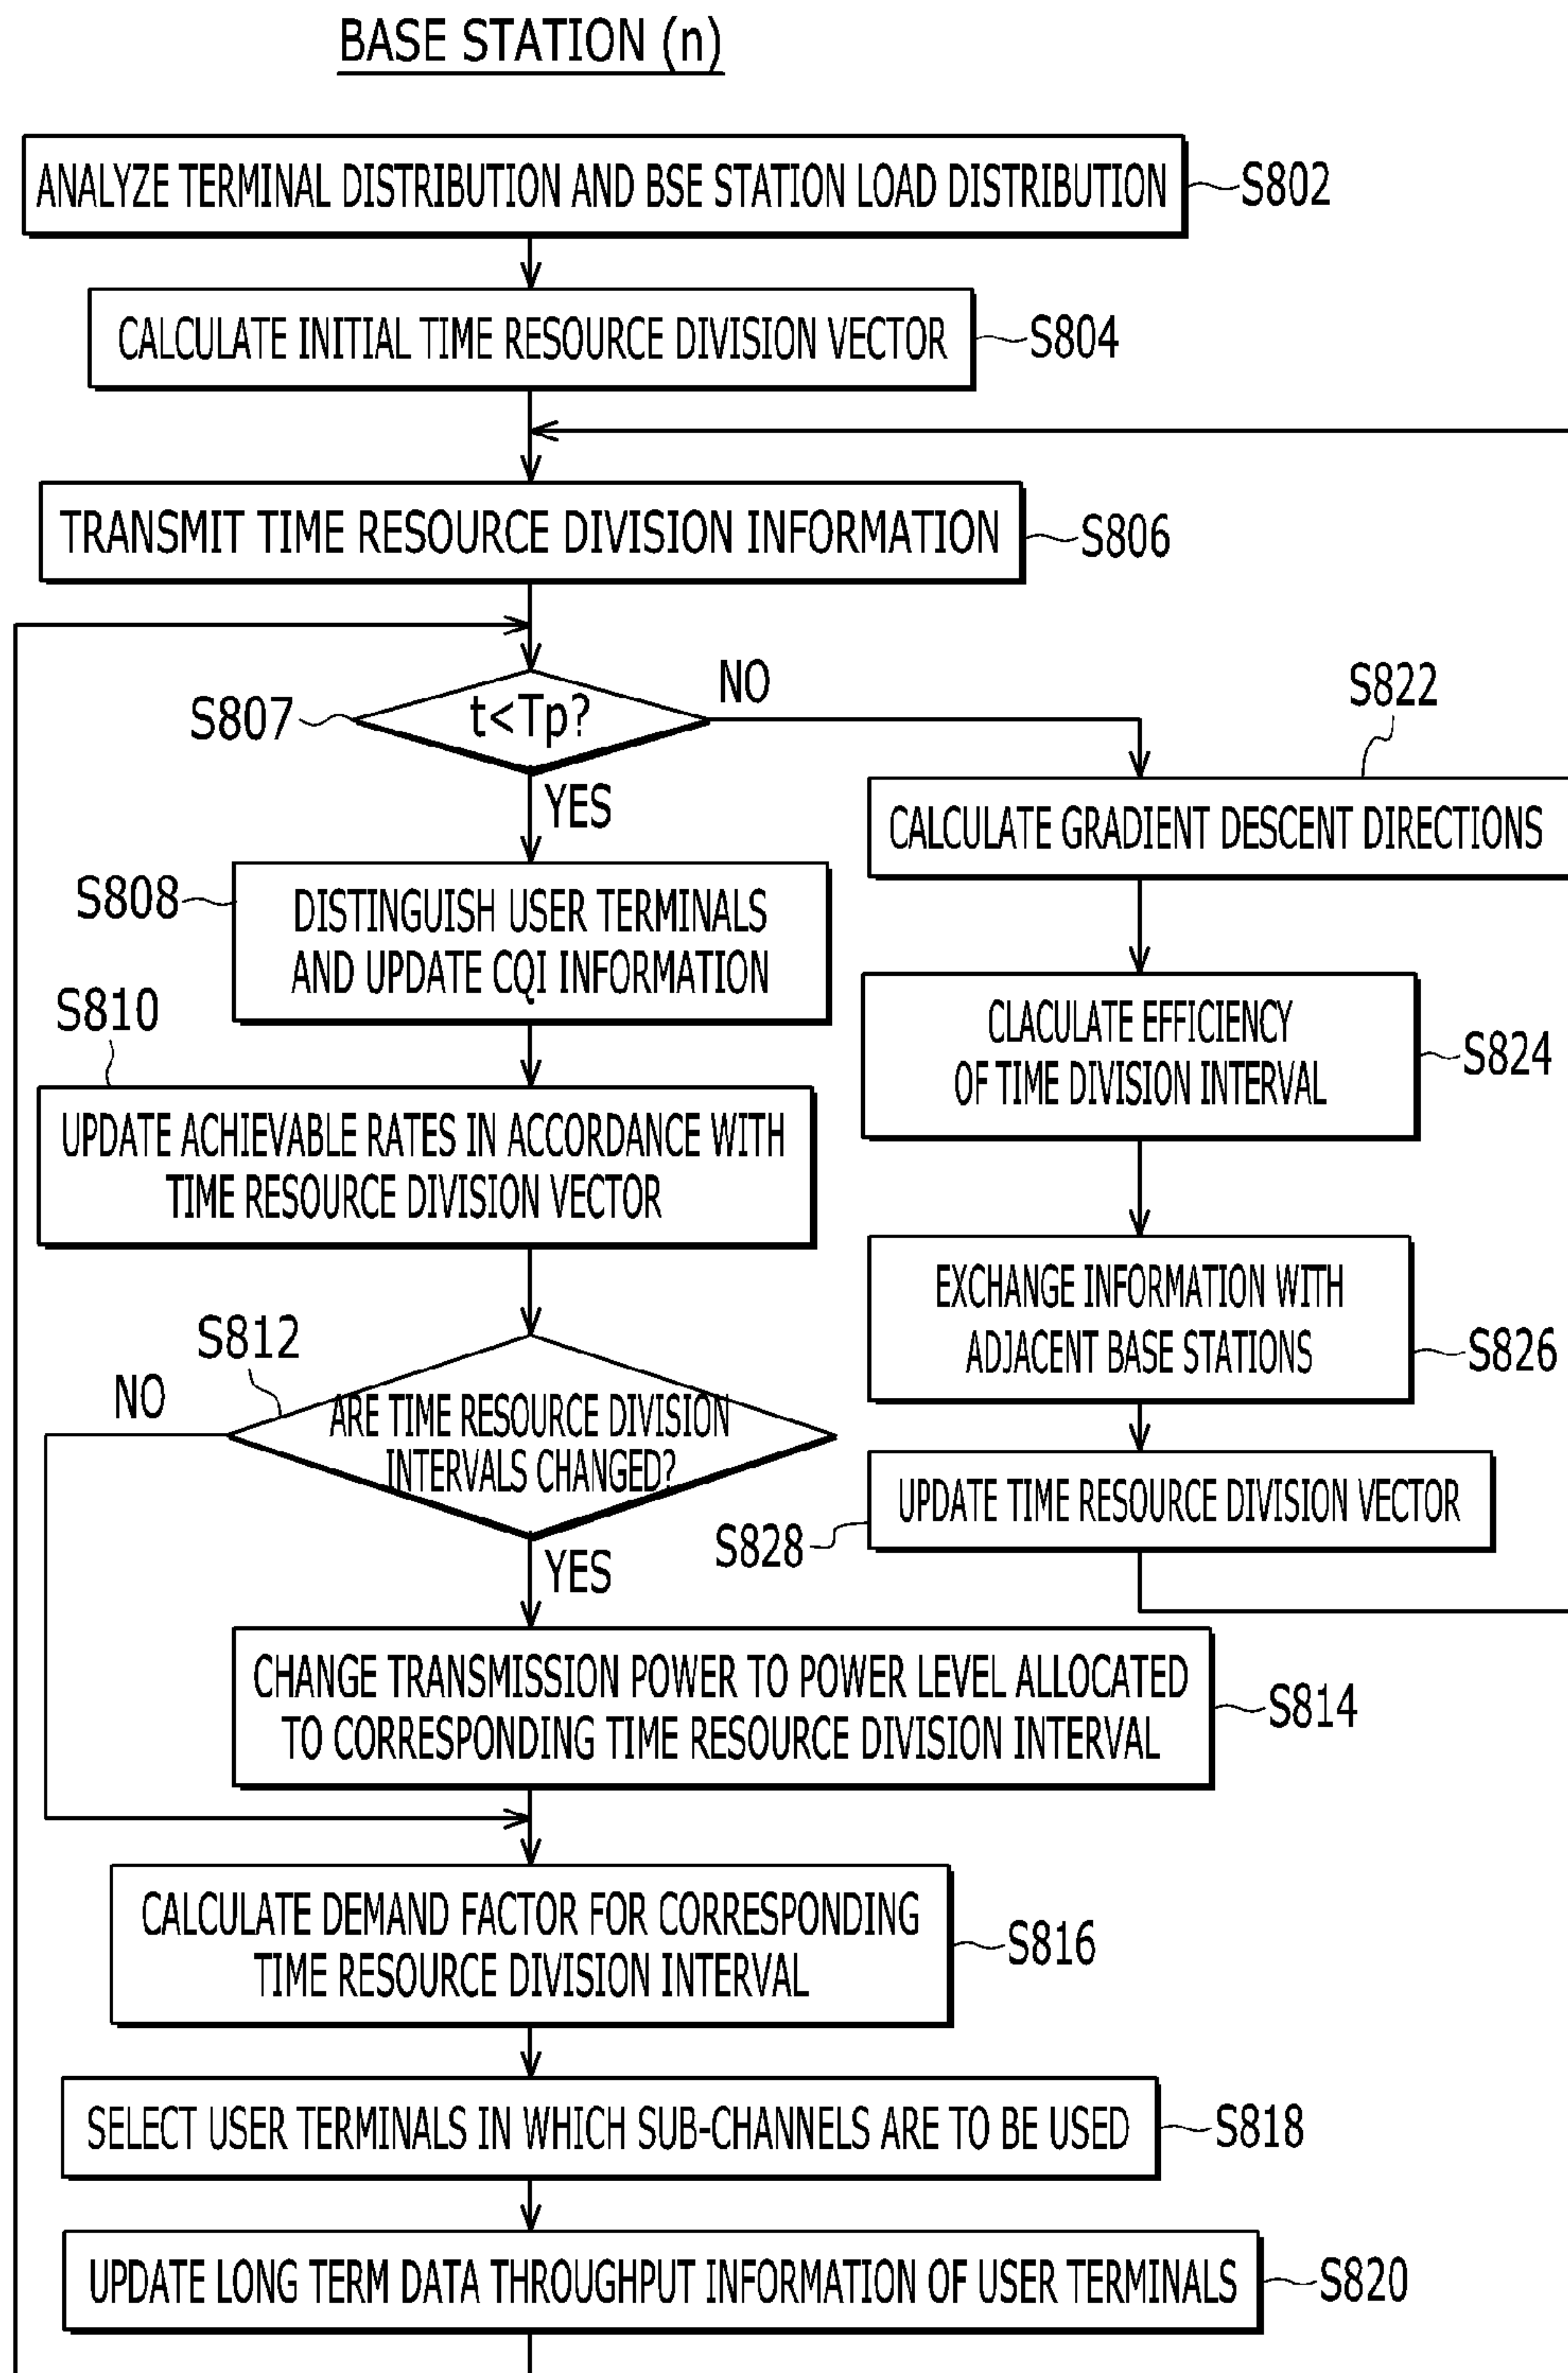 BASE STATION (n)
ANALYZE TERMINAL DISTRIBUTION AND BSE STATION LOAD DISTRIBUTION
S802
CALCULATE INITIAL TIME RESOURCE DIVISION VECTOR
S804
TRANSMIT TIME RESOURCE DIVISION INFORMATION
S806
S807
t<Tp?
NO
YES
S822
CALCULATE GRADIENT DESCENT DIRECTIONS
S808
DISTINGUISH USER TERMINALS
AND UPDATE CQI INFORMATION
CLACULATE EFFICIENCY
OF TIME DIVISION INTERVAL
S824
S810
UPDATE ACHIEVABLE RATES IN ACCORDANCE WITH
TIME RESOURCE DIVISION VECTOR
EXCHANGE INFORMATION WITH
ADJACENT BASE STATIONS
S826
S812
NO
ARE TIME RESOURCE DIVISION
INTERVALS CHANGED?
YES
UPDATE TIME RESOURCE DIVISION VECTOR
S828
CHANGE TRANSMISSION POWER TO POWER LEVEL ALLOCATED
TO CORRESPONDING TIME RESOURCE DIVISION INTERVAL
S814
CALCULATE DEMAND FACTOR FOR CORRESPONDING
TIME RESOURCE DIVISION INTERVAL
S816
SELECT USER TERMINALS IN WHICH SUB-CHANNELS ARE TO BE USED
S818
UPDATE LONG TERM DATA THROUGHPUT INFORMATION OF USER TERMINALS
S820